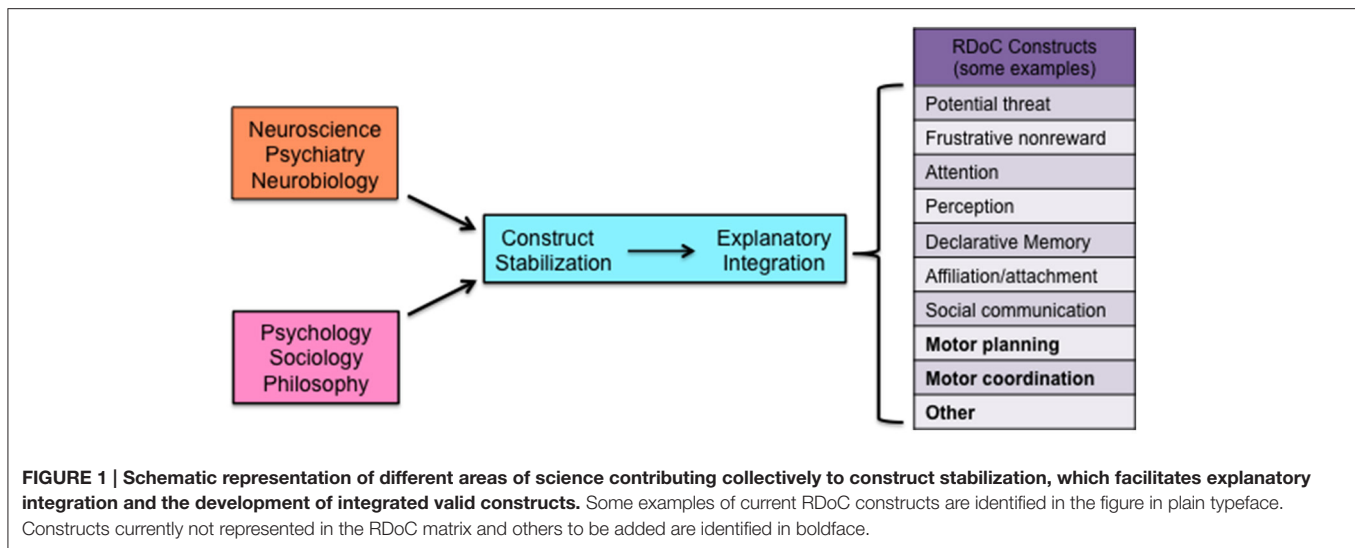 Neuroscience
Psychiatry
Neurobiology
Psychology
Sociology
Philosophy
Construct
Stabilization
Explanatory
Integration
RDoC Constructs
(some examples)
Potential threat
Frustrative nonreward
Attention
Perception
Declarative Memory
Affiliation/attachment
Social communication
Motor planning
Motor coordination
Other
FIGURE 1 | Schematic representation of different areas of science contributing collectively to construct stabilization, which facilitates explanatory
integration and the development of integrated valid constructs. Some examples of current RDoC constructs are identified in the figure in plain typeface.
Constructs currently not represented in the RDoC matrix and others to be added are identified in boldface.